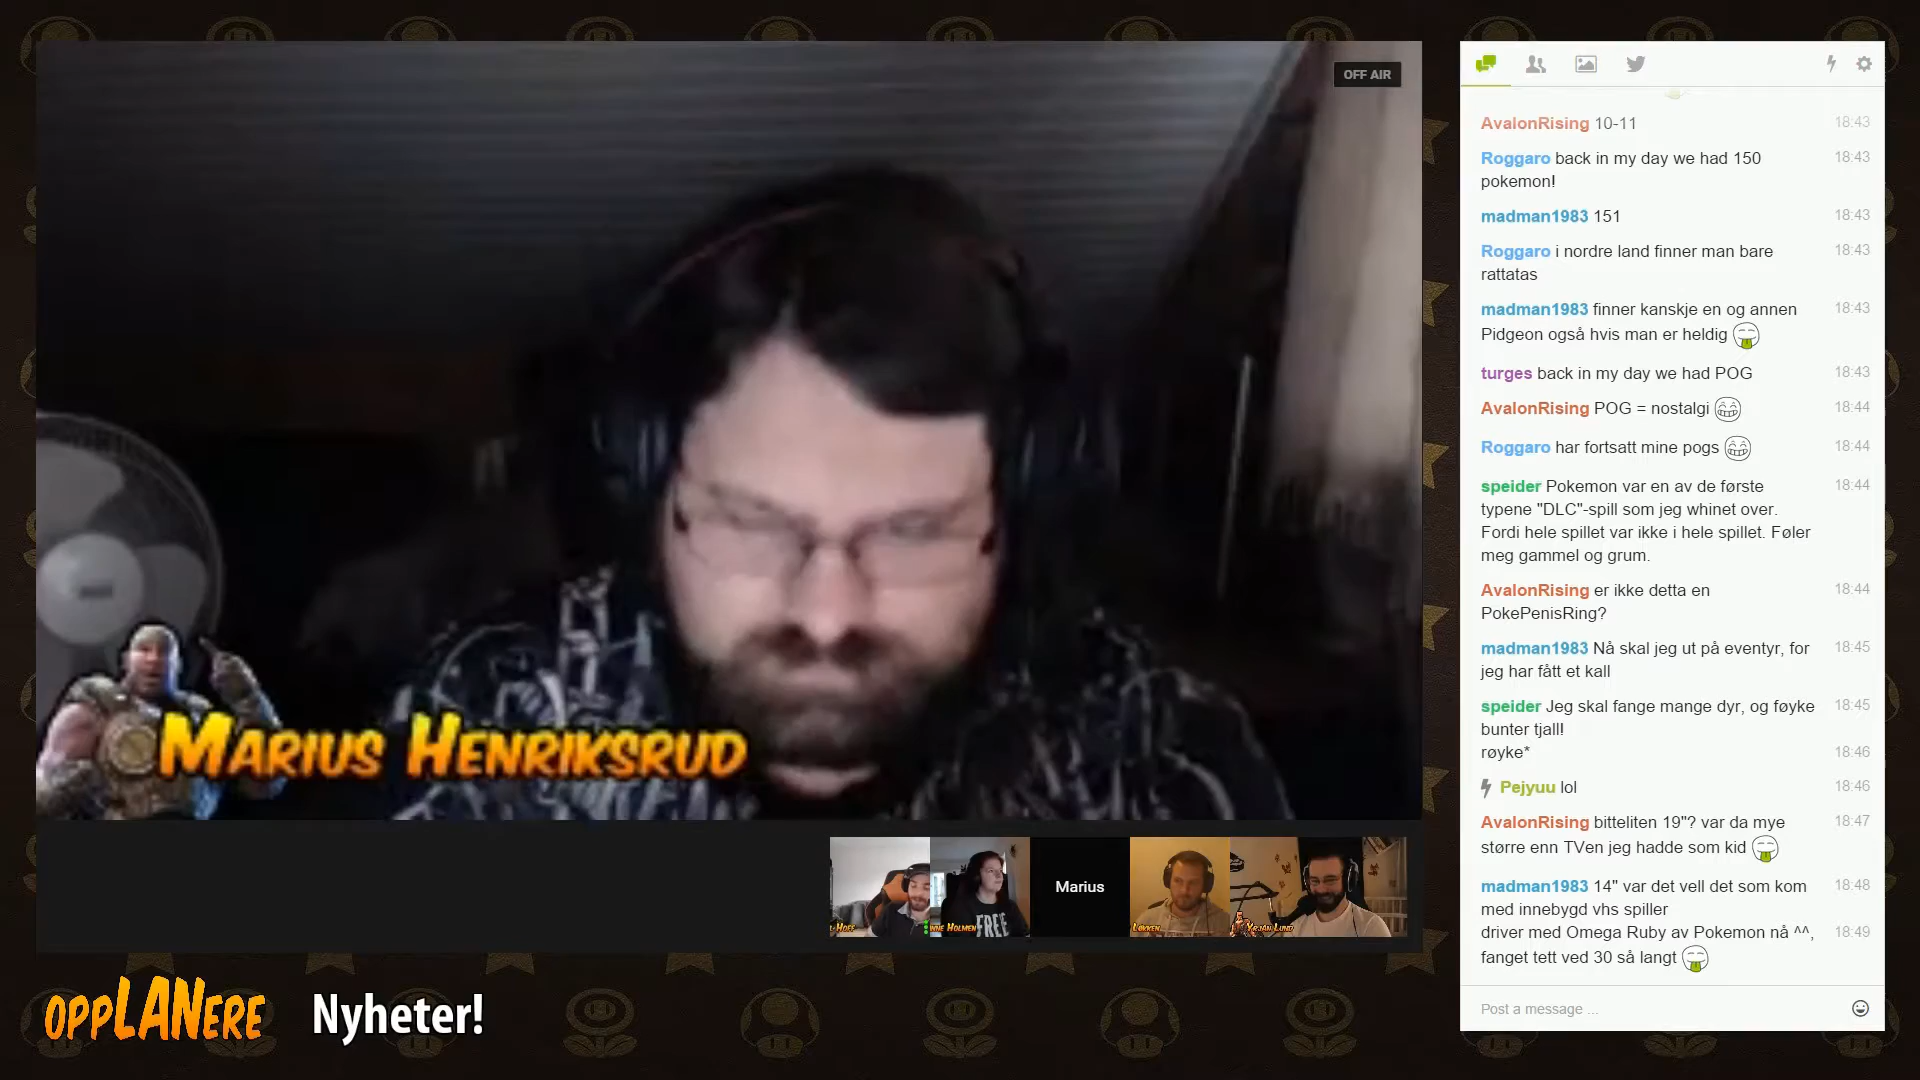 OFF AIR
MARIUS HENRIKSRUD
L HOFF
NNE HOLMEN
FREE
Marius
LØKKEN
YRJAN LUND
OPPLANERE
Nyheter!
AvalonRising 10-11 18:43
Roggaro back in my day we had 150 18:43
pokemon!
madman1983 151 18:43
Roggaro i nordre land finner man bare 18:43
rattatas
madman1983 finner kanskje en og annen 18:43
Pidgeon også hvis man er heldig
turges back in my day we had POG 18:43
AvalonRising POG = nostalgi 18:44
Roggaro har fortsatt mine pogs 18:44
speider Pokemon var en av de første 18:44
typene "DLC"-spill som jeg whinet over.
Fordi hele spillet var ikke i hele spillet. Føler
meg gammel og grum.
AvalonRising er ikke detta en 18:44
PokePenisRing?
madman1983 Nå skal jeg ut på eventyr, for 18:45
jeg har fått et kall
speider Jeg skal fange mange dyr, og føyke 18:45
bunter tjall!
røyke* 18:46
Pejyuu lol 18:46
AvalonRising bitteliten 19"? var da mye 18:47
større enn TVen jeg hadde som kid
madman1983 14" var det vell det som kom 18:48
med innebygd vhs spiller
driver med Omega Ruby av Pokemon nå ^^, 18:49
fanget tett ved 30 så langt
Post a message ...